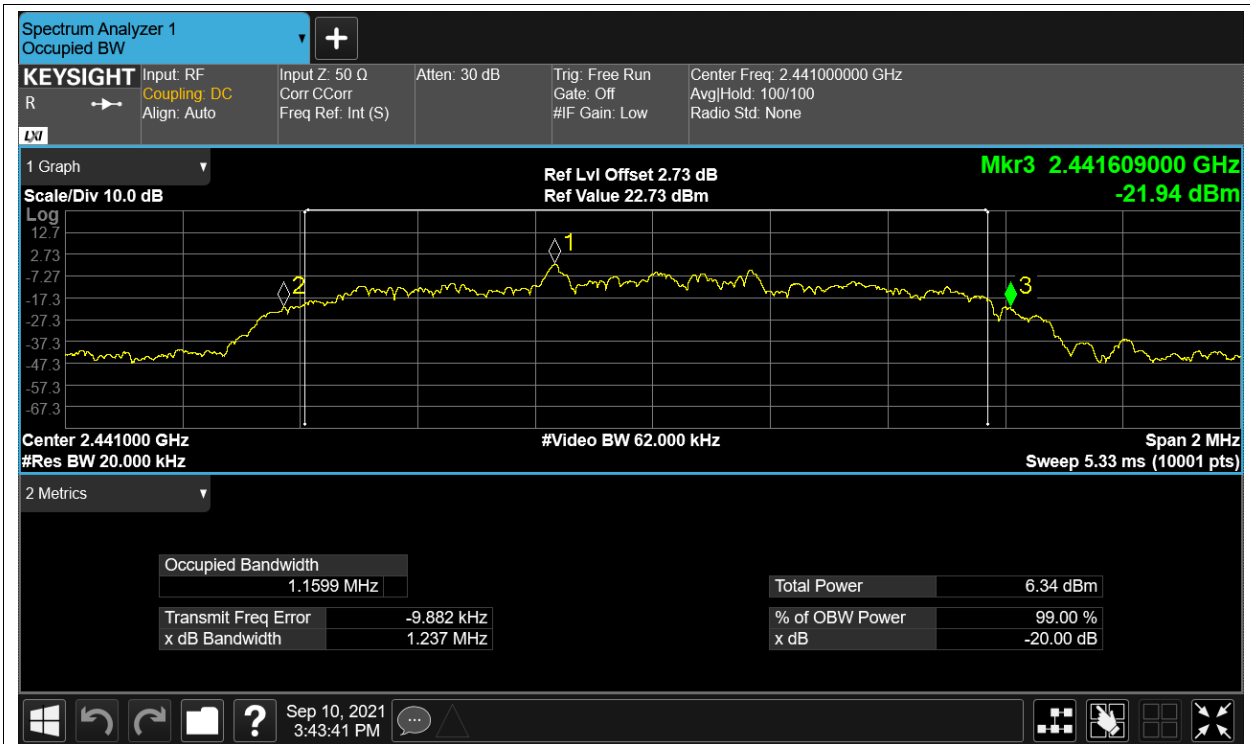 Spectrum Analyzer 1
Occupied BW
KEYSIGHT
R
LXI
Input: RF
Coupling: DC
Align: Auto
Input Z: 50 Ω
Corr CCorr
Freq Ref: Int (S)
Atten: 30 dB
Trig: Free Run
Gate: Off
#IF Gain: Low
Center Freq: 2.441000000 GHz
Avg|Hold: 100/100
Radio Std: None
1 Graph
Scale/Div 10.0 dB
Ref Lvl Offset 2.73 dB
Ref Value 22.73 dBm
Mkr3 2.441609000 GHz
-21.94 dBm
Log
12.7
2.73
-7.27
-17.3
-27.3
-37.3
-47.3
-57.3
-67.3
1
2
3
Center 2.441000 GHz
#Video BW 62.000 kHz
Span 2 MHz
#Res BW 20.000 kHz
Sweep 5.33 ms (10001 pts)
2 Metrics
Occupied Bandwidth
1.1599 MHz
Total Power 6.34 dBm
Transmit Freq Error -9.882 kHz
% of OBW Power 99.00 %
x dB Bandwidth 1.237 MHz
x dB -20.00 dB
?
Sep 10, 2021
3:43:41 PM